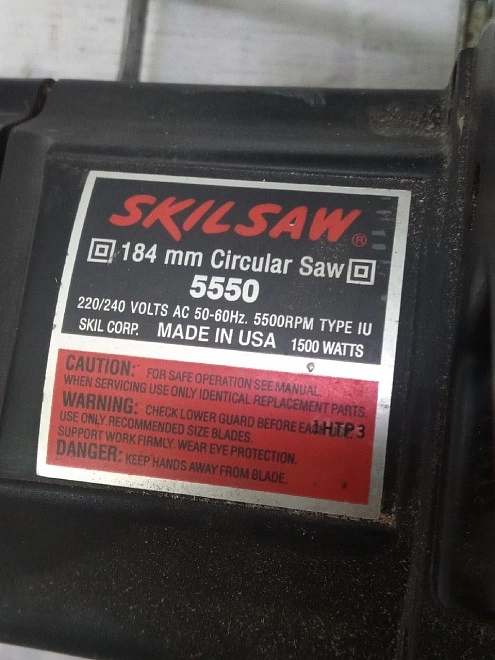 SKILSAW®
184 mm Circular Saw
5550
220/240 VOLTS AC 50-60Hz. 5500RPM TYPE IU
SKIL CORP. MADE IN USA 1500 WATTS
CAUTION: FOR SAFE OPERATION SEE MANUAL.
WHEN SERVICING USE ONLY IDENTICAL REPLACEMENT PARTS.
WARNING: CHECK LOWER GUARD BEFORE EACH USE.
1HTP3
USE ONLY RECOMMENDED SIZE BLADES.
SUPPORT WORK FIRMLY. WEAR EYE PROTECTION.
DANGER: KEEP HANDS AWAY FROM BLADE.